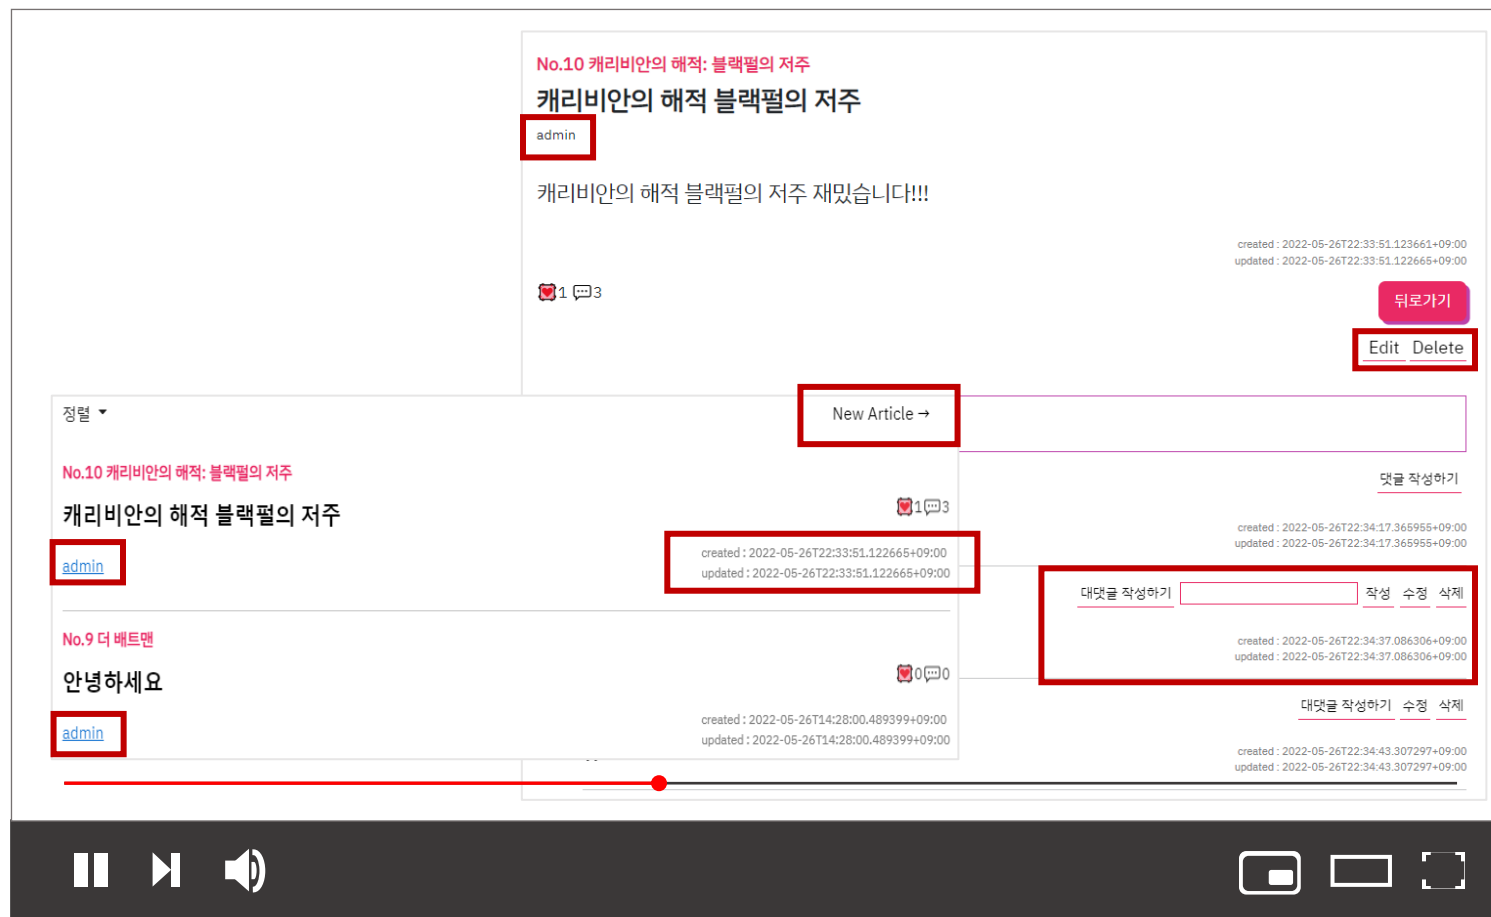 No.10 캐리비안의 해적: 블랙펄의 저주
캐리비안의 해적 블랙펄의 저주
admin
캐리비안의 해적 블랙펄의 저주 재밌습니다!!!
created : 2022-05-26T22:33:51.123661+09:00
updated : 2022-05-26T22:33:51.122665+09:00
1 3
뒤로가기
Edit Delete
정렬
New Article →
No.10 캐리비안의 해적: 블랙펄의 저주
캐리비안의 해적 블랙펄의 저주
1 3
admin
created : 2022-05-26T22:33:51.122665+09:00
updated : 2022-05-26T22:33:51.122665+09:00
No.9 더 배트맨
안녕하세요
0 0
admin
created : 2022-05-26T14:28:00.489399+09:00
updated : 2022-05-26T14:28:00.489399+09:00
댓글 작성하기
created : 2022-05-26T22:34:17.365955+09:00
updated : 2022-05-26T22:34:17.365955+09:00
대댓글 작성하기 작성 수정 삭제
created : 2022-05-26T22:34:37.086306+09:00
updated : 2022-05-26T22:34:37.086306+09:00
대댓글 작성하기 수정 삭제
created : 2022-05-26T22:34:43.307297+09:00
updated : 2022-05-26T22:34:43.307297+09:00